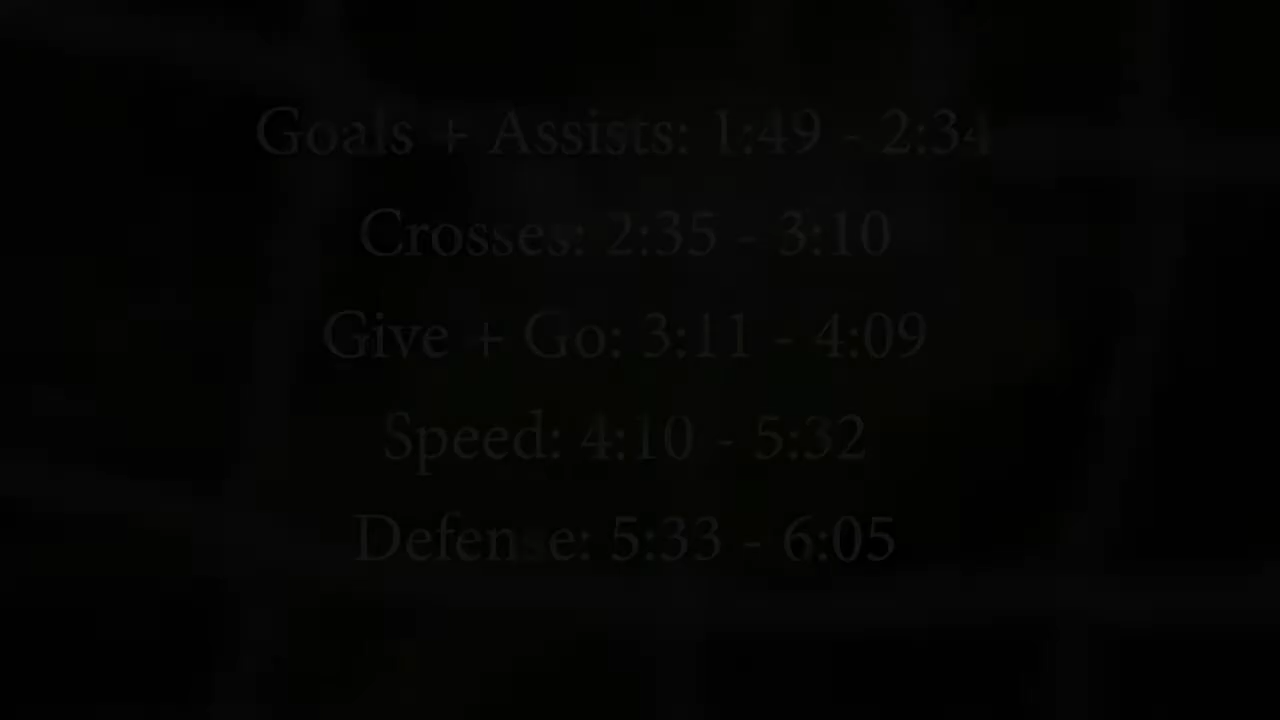 Goals + Assists: 1:49 - 2:34
Crosses: 2:35 - 3:10
Give + Go: 3:11 - 4:09
Speed: 4:10 - 5:32
Defense: 5:33 - 6:05